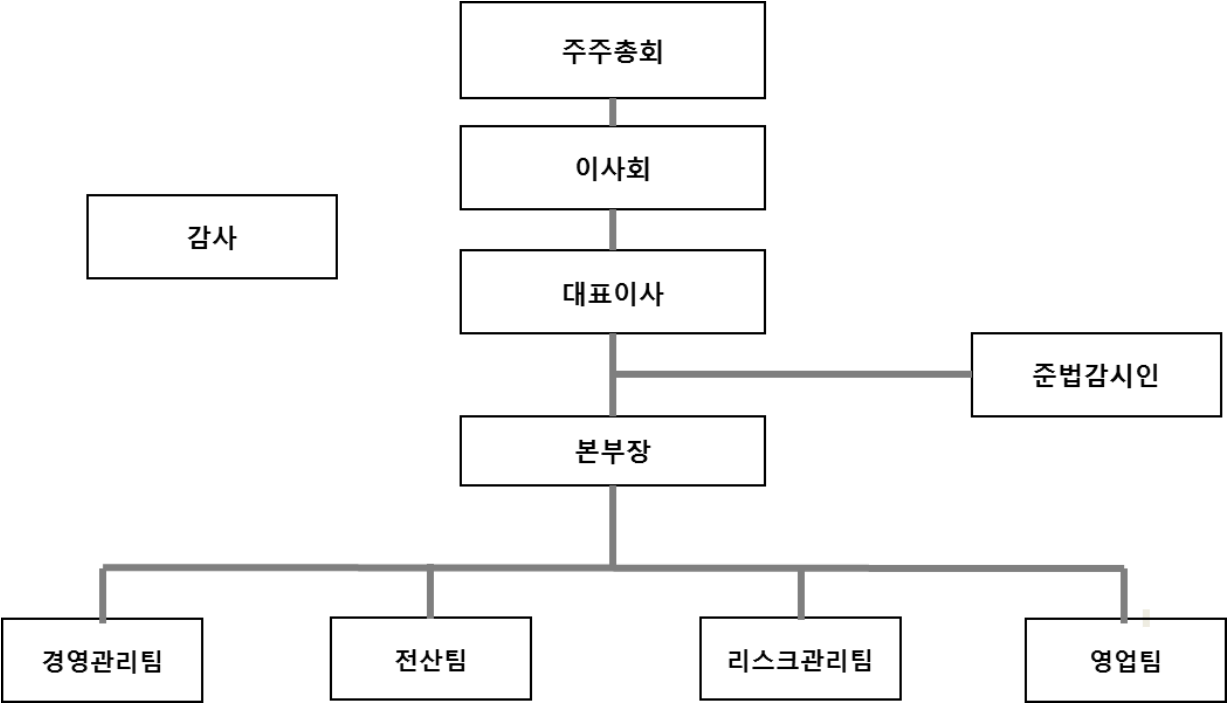 주주총회
이사회
감사
대표이사
준법감시인
본부장
경영관리팀
전산팀
리스크관리팀
영업팀